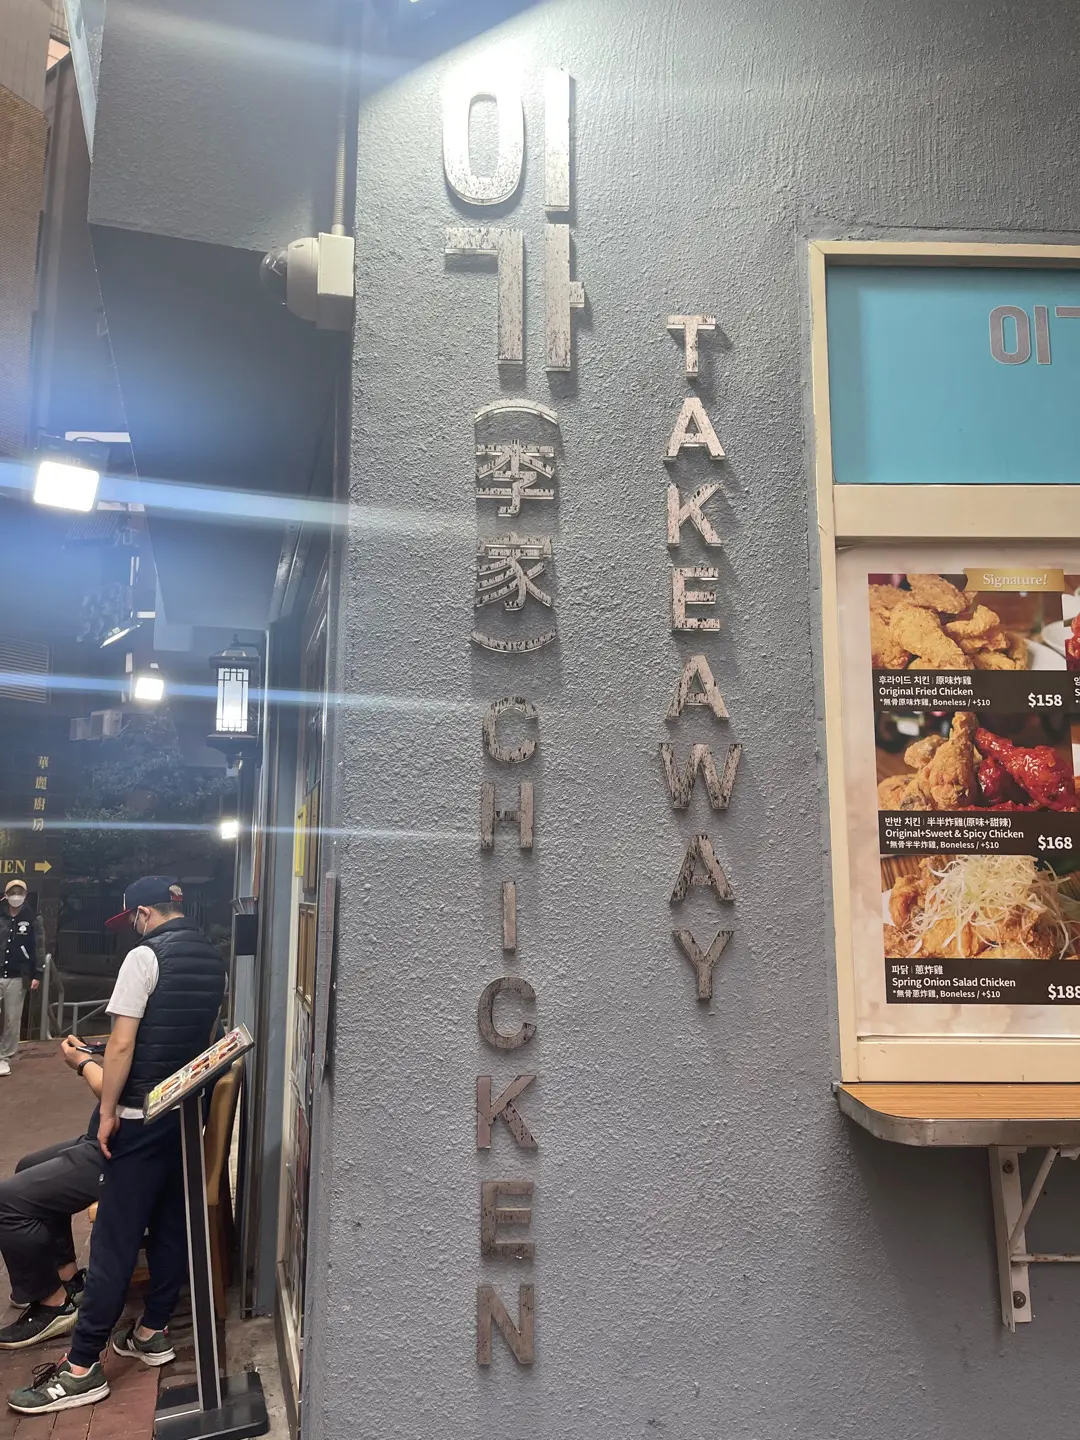 이가
(李家)
CHICKEN
TAKEAWAY
이
Signature!
후라이드 치킨 | 原味炸雞
Original Fried Chicken
*無骨原味炸雞, Boneless / +$10
$158
반반 치킨 | 半半炸雞(原味+甜辣)
Original+Sweet & Spicy Chicken
*無骨半半炸雞, Boneless / +$10
$168
파닭 | 蔥炸雞
Spring Onion Salad Chicken
*無骨蔥炸雞, Boneless / +$10
$188
華麗廚房
EN →
N